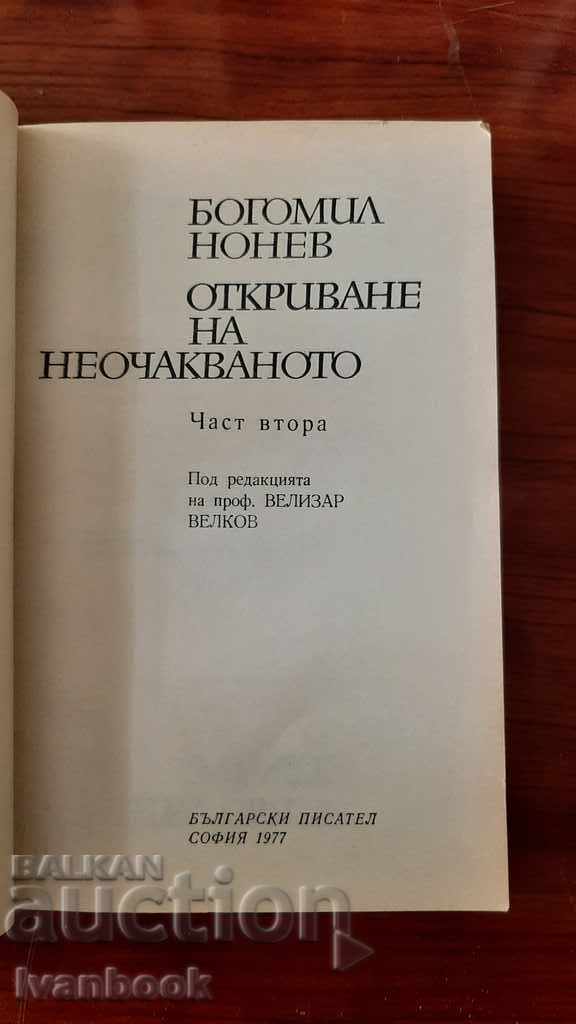 БОГОМИЛ
НОНЕВ
ОТКРИВАНЕ
НА
НЕОЧАКВАНОТО
Част втора
Под редакцията
на проф. ВЕЛИЗАР
ВЕЛКОВ
БЪЛГАРСКИ ПИСАТЕЛ
СОФИЯ 1977
BALKAN
auction
Ivanbook